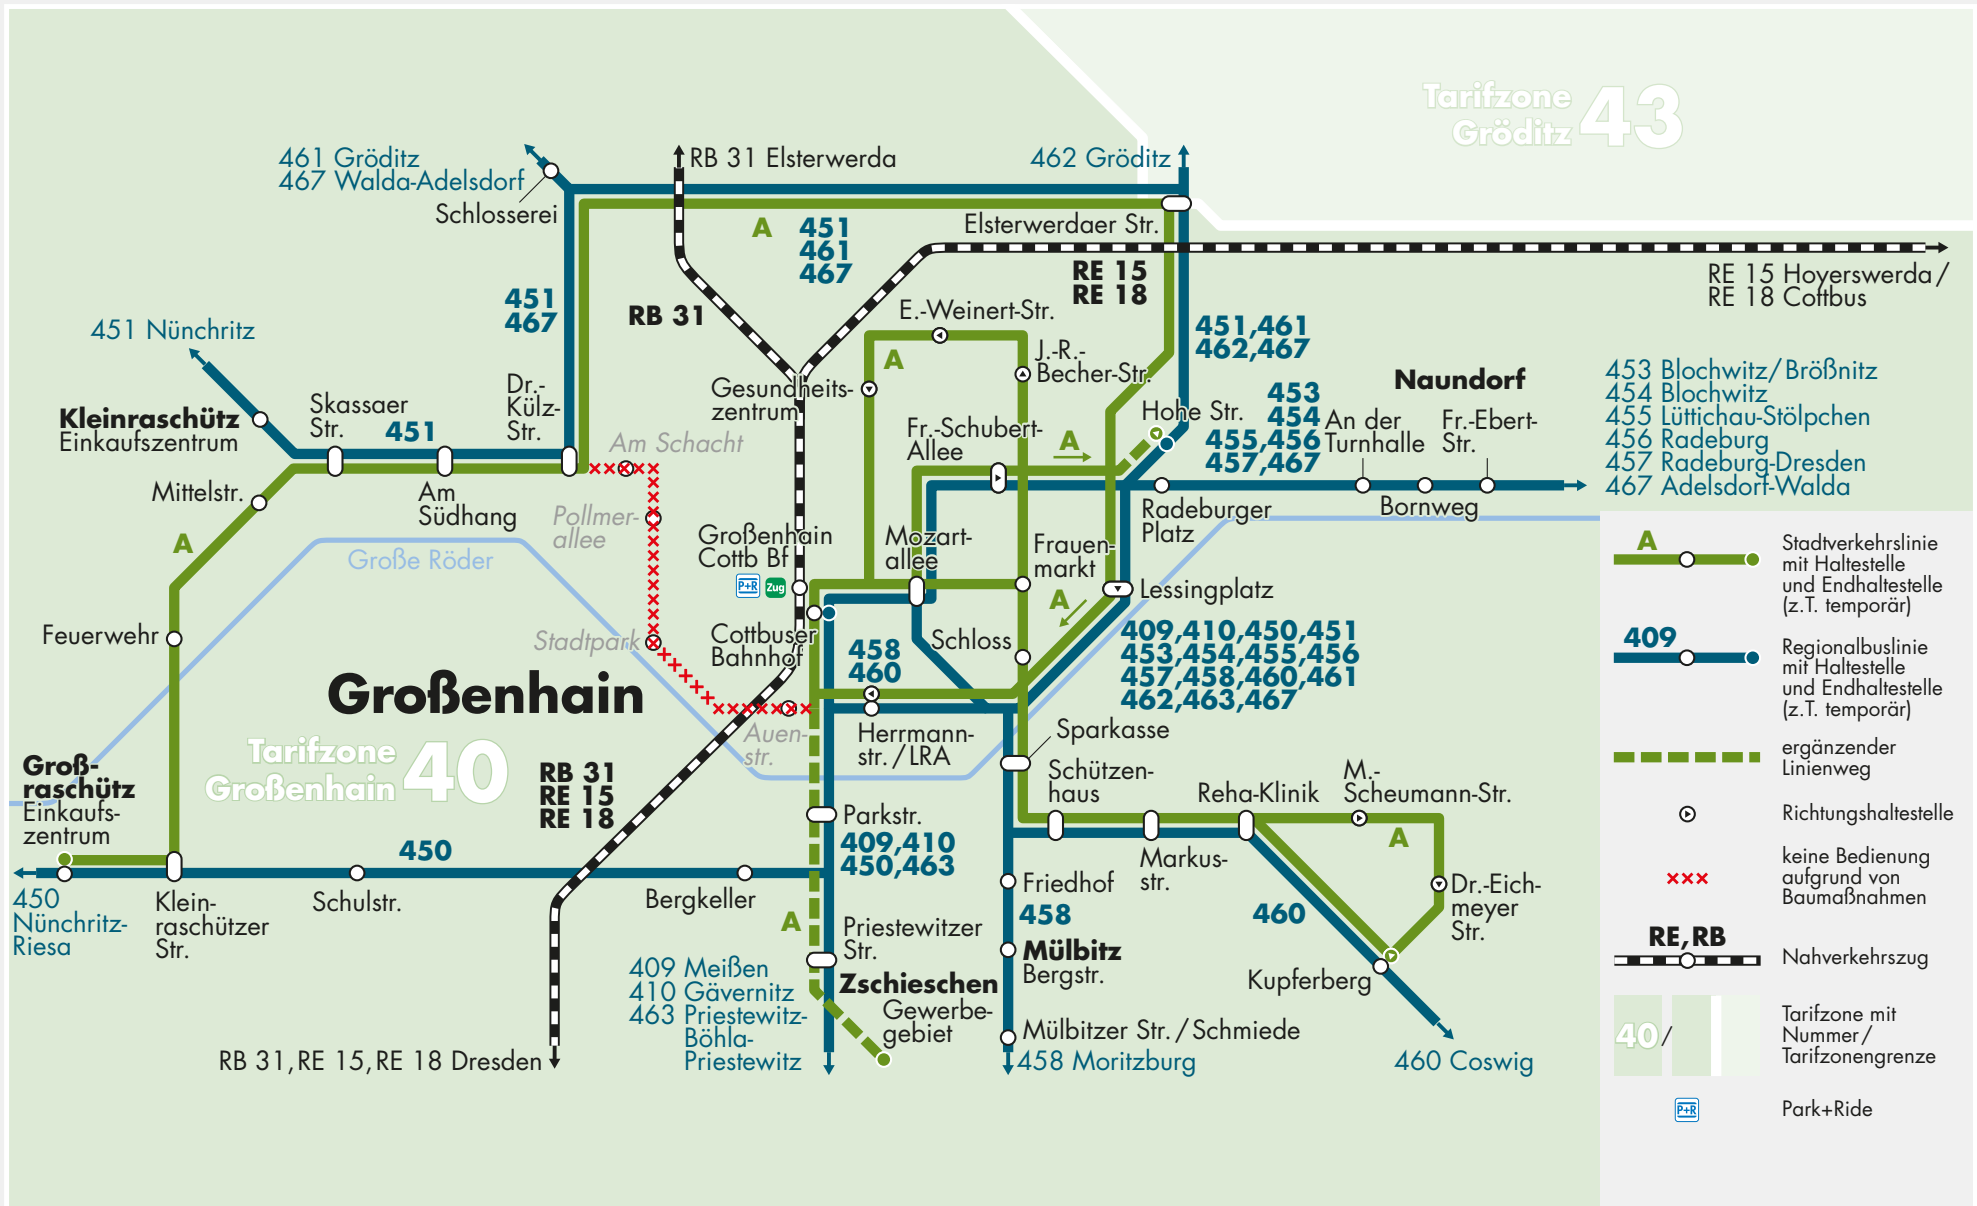 Tarifzone
Gröditz 43
461 Gröditz
467 Walda-Adelsdorf
Schlosserei
RB 31 Elsterwerda
462 Gröditz
A
451
461
467
Elsterwerdaer Str.
RE 15
RE 18
RE 15 Hoyerswerda/
RE 18 Cottbus
451
467
RB 31
451 Nünchritz
E.-Weinert-Str.
A
J.-R.-
Becher-Str.
451,461
462,467
Gesundheits-
zentrum
Kleinraschütz
Einkaufszentrum
Skassaer
Str.
451
Dr.-
Külz-
Str.
Am Schacht
Fr.-Schubert-
Allee
A
Hohe Str.
453
454
455,456
457,467
Naundorf
An der
Turnhalle
Fr.-Ebert-
Str.
Bornweg
453 Blochwitz/Brößnitz
454 Blochwitz
455 Lüttichau-Stölpchen
456 Radeburg
457 Radeburg-Dresden
467 Adelsdorf-Walda
Mittelstr.
Am
Südhang
Pollmer-
allee
A
Große Röder
Großenhain
Cottb Bf
P+R
Zug
Mozart-
allee
Frauen-
markt
Radeburger
Platz
Lessingplatz
A
Feuerwehr
Stadtpark
Cottbuser
Bahnhof
458
460
Schloss
409,410,450,451
453,454,455,456
457,458,460,461
462,463,467
Großenhain
Tarifzone
Großenhain 40
Auen-
str.
Herrmann-
str./LRA
Sparkasse
Groß-
raschütz
Einkaufs-
zentrum
RB 31
RE 15
RE 18
Schützen-
haus
Reha-Klinik
M.-
Scheumann-Str.
Parkstr.
409,410
450,463
A
Markus-
str.
450
450
Nünchritz-
Riesa
Klein-
raschützer
Str.
Schulstr.
Bergkeller
A
Friedhof
458
460
Dr.-Eich-
meyer
Str.
Priestewitzer
Str.
Mülbitz
Bergstr.
Kupferberg
409 Meißen
410 Gävernitz
463 Priestewitz-
Böhla-
Priestewitz
Zschieschen
Gewerbe-
gebiet
Mülbitzer Str./Schmiede
458 Moritzburg
460 Coswig
RB 31,RE 15,RE 18 Dresden
A
Stadtverkehrslinie
mit Haltestelle
und Endhaltestelle
(z.T. temporär)
409
Regionalbuslinie
mit Haltestelle
und Endhaltestelle
(z.T. temporär)
ergänzender
Linienweg
Richtungshaltestelle
keine Bedienung
aufgrund von
Baumaßnahmen
RE,RB
Nahverkehrszug
40/
Tarifzone mit
Nummer/
Tarifzonengrenze
P+R
Park+Ride